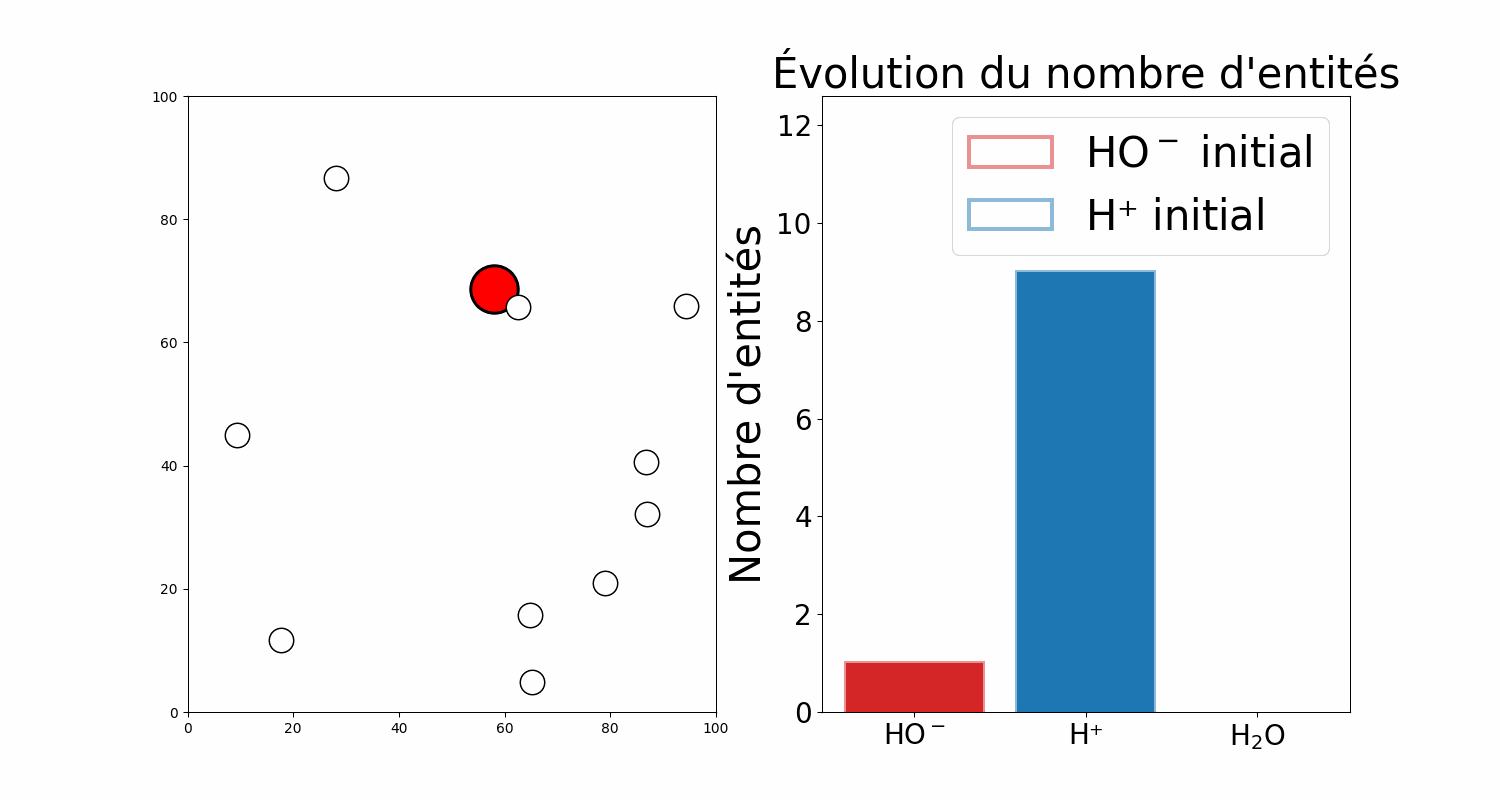 100
80
60
40
20
0
0 20 40 60 80 100
Évolution du nombre d'entités
Nombre d'entités
12
10
8
6
4
2
0
HO⁻ initial
H⁺ initial
HO⁻ H⁺ H₂O